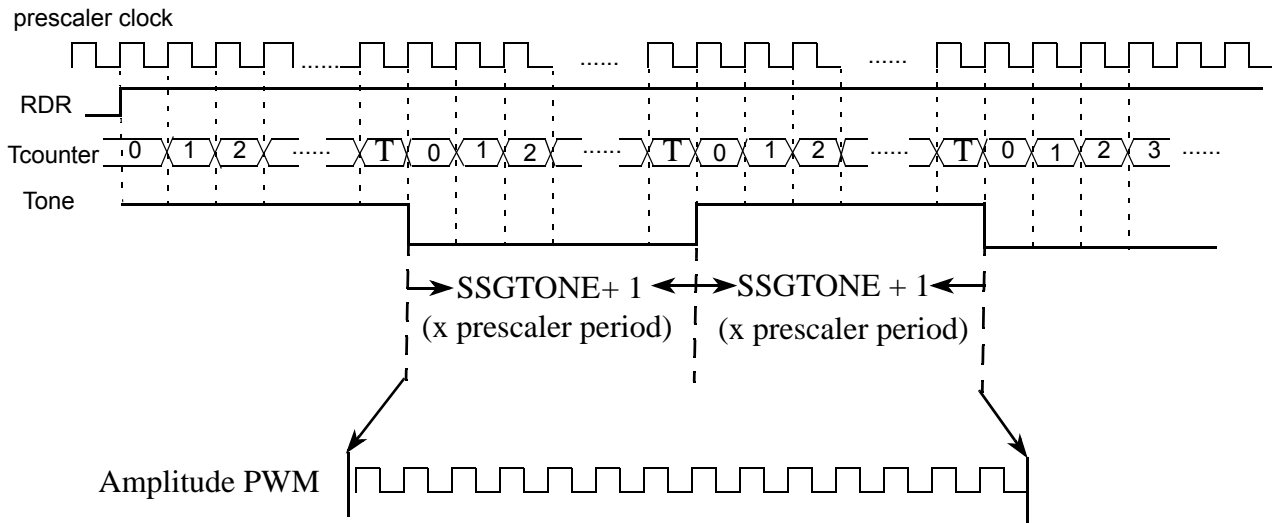 prescaler clock
...... ...... ......
RDR
Tcounter 0 1 2 ...... T 0 1 2 ...... T 0 1 2 ...... T 0 1 2 3 ......
Tone
SSGTONE+ 1 SSGTONE + 1
(x prescaler period) (x prescaler period)
Amplitude PWM